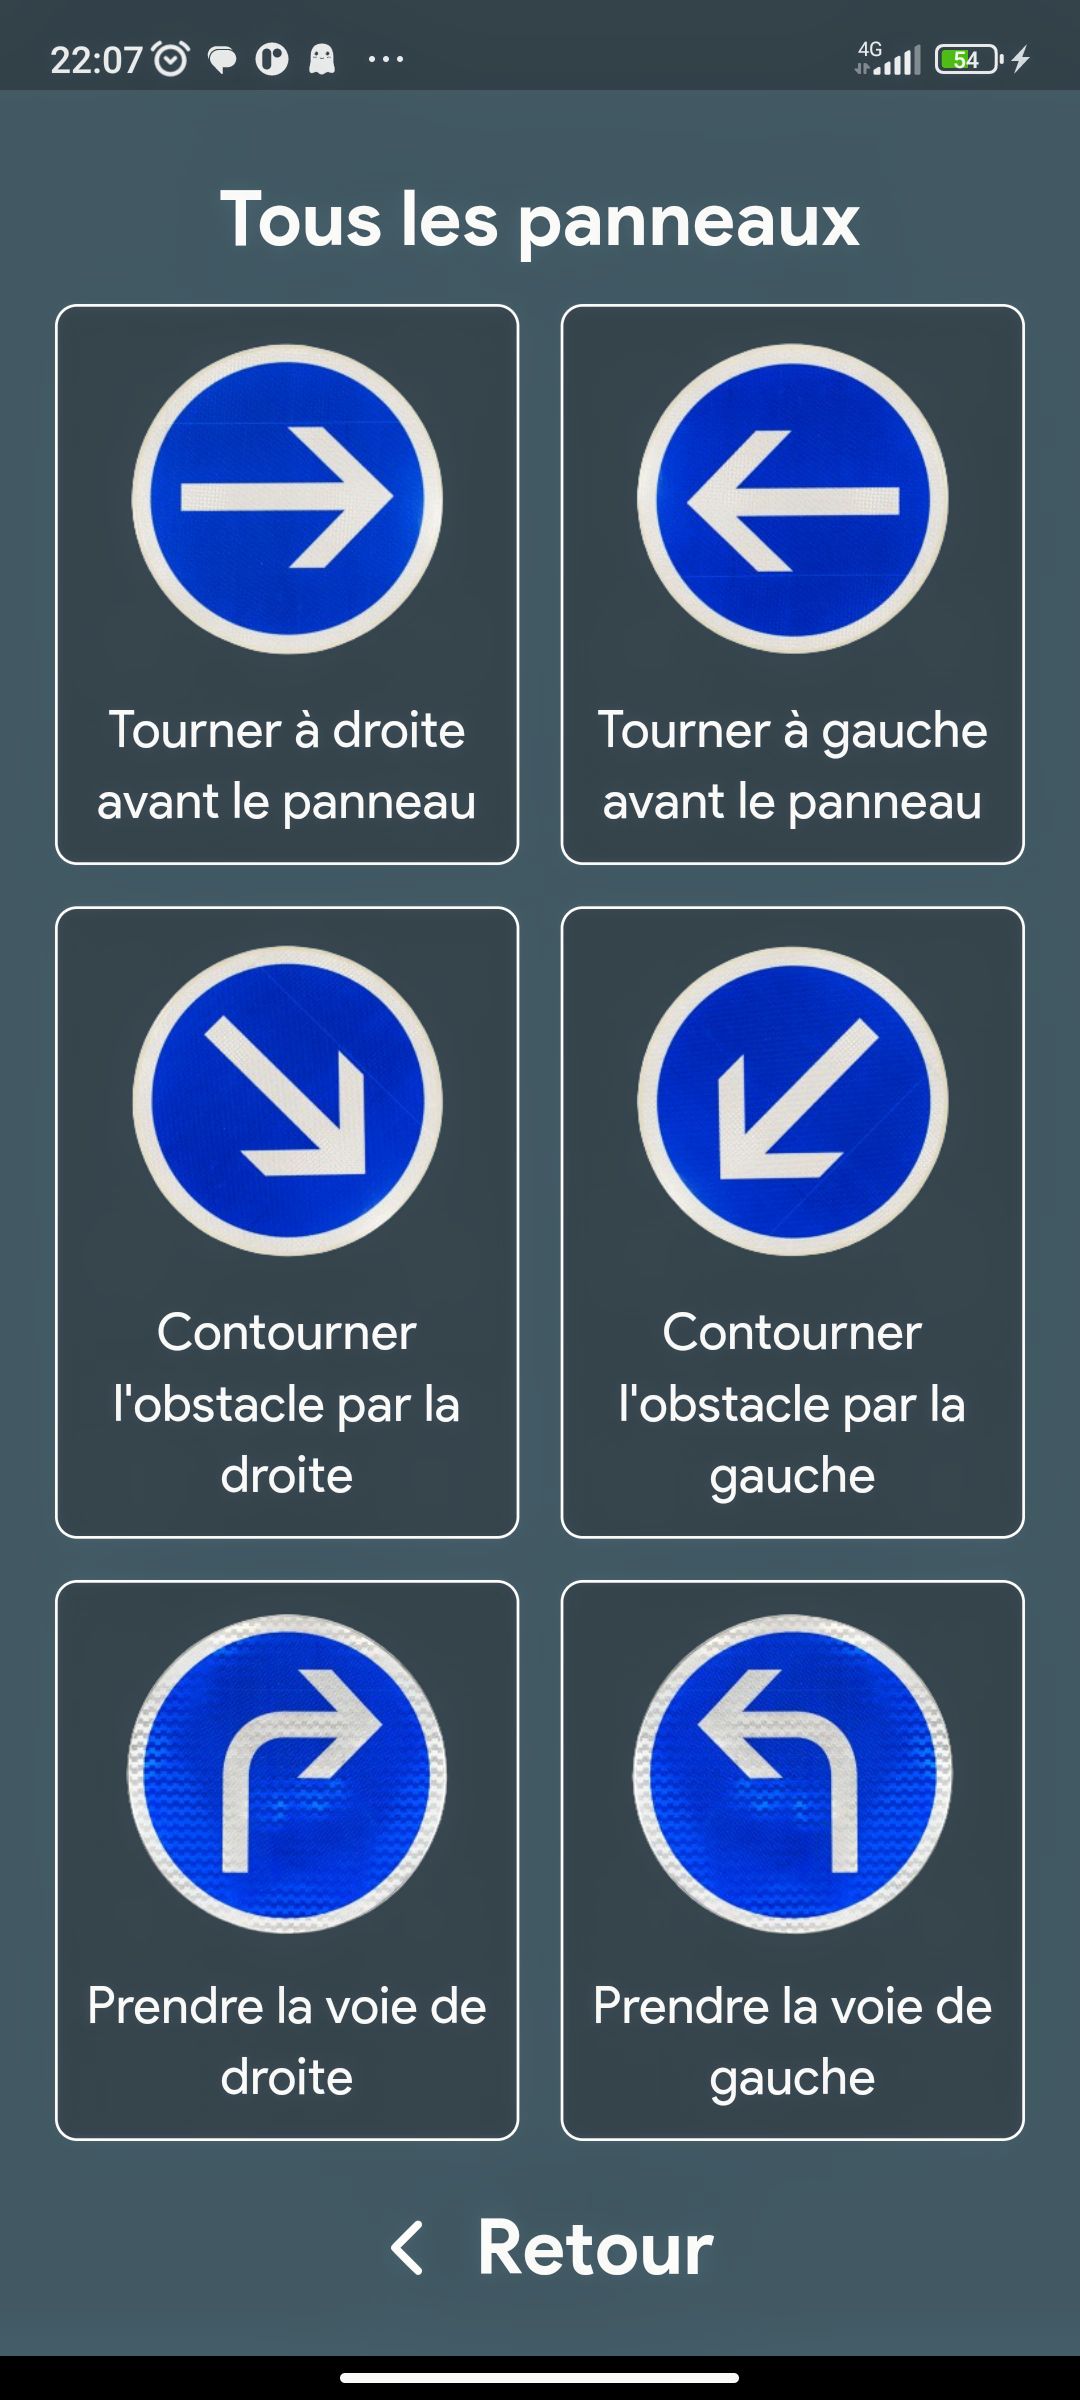 22:07
4G
54
Tous les panneaux
Tourner à droite
avant le panneau
Tourner à gauche
avant le panneau
Contourner
l'obstacle par la
droite
Contourner
l'obstacle par la
gauche
Prendre la voie de
droite
Prendre la voie de
gauche
Retour